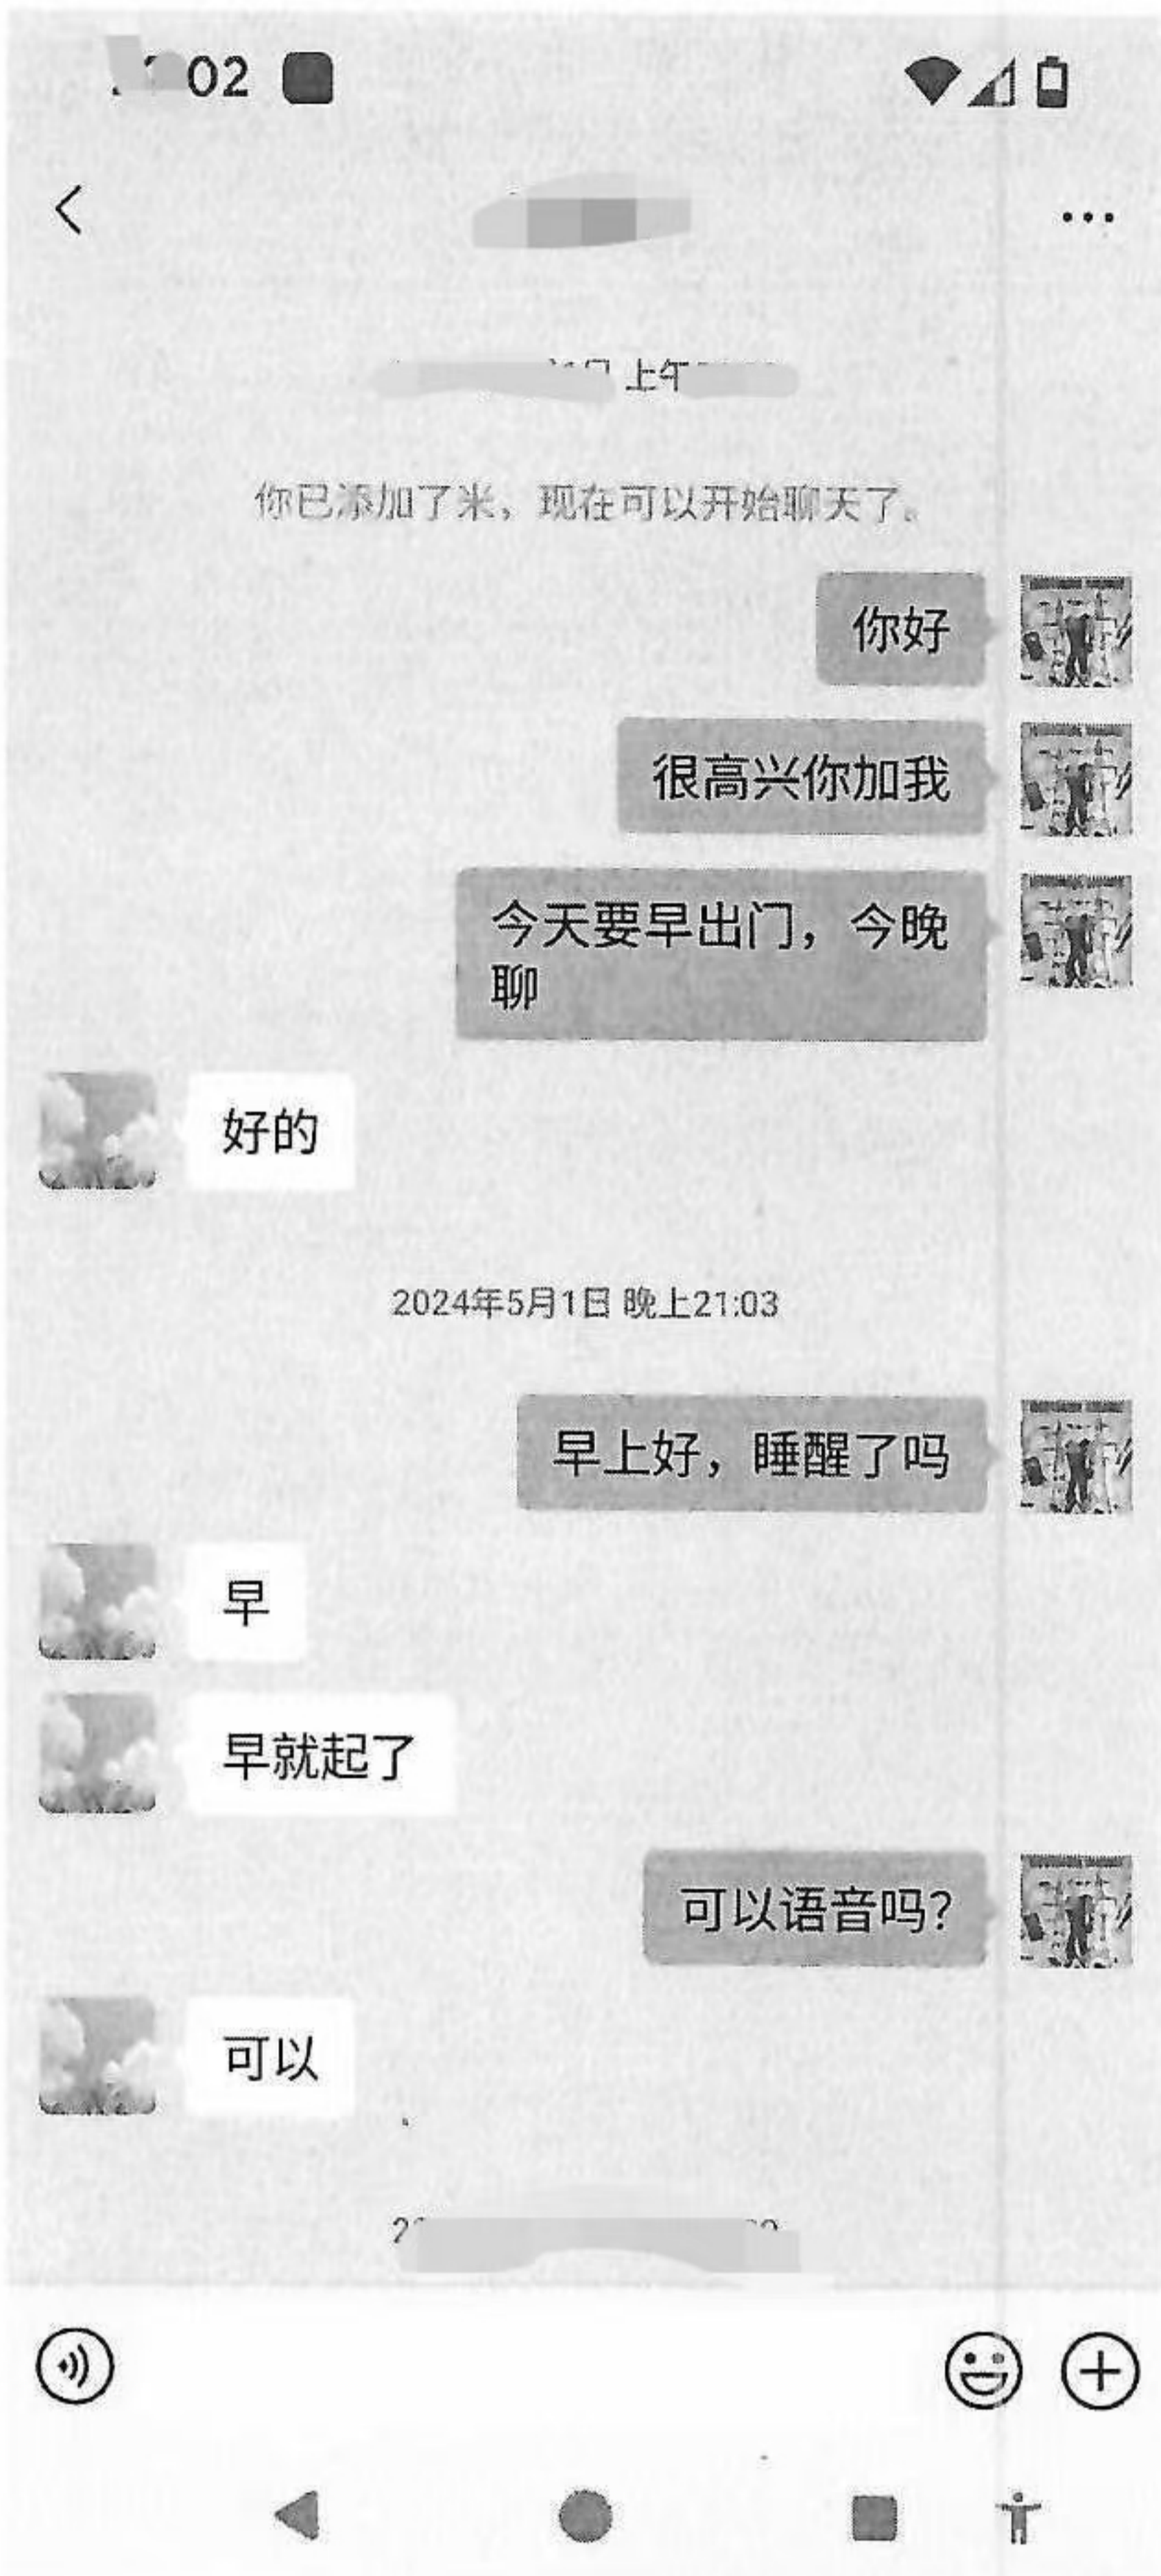 02
上午
你已添加了米，现在可以开始聊天了。
你好
很高兴你加我
今天要早出门，今晚
聊
好的
2024年5月1日 晚上21:03
早上好，睡醒了吗
早
早就起了
可以语音吗？
可以